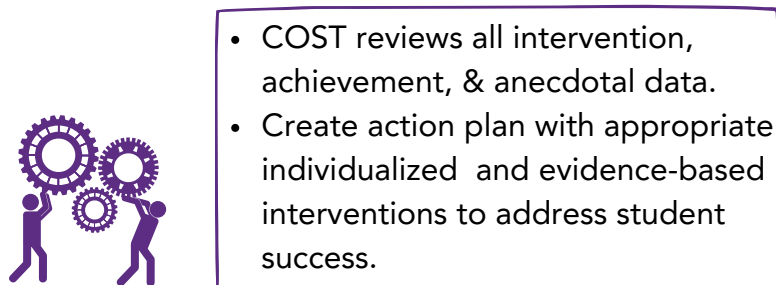 • COST reviews all intervention,
achievement, & anecdotal data.
• Create action plan with appropriate
individualized  and evidence-based
interventions to address student
success.